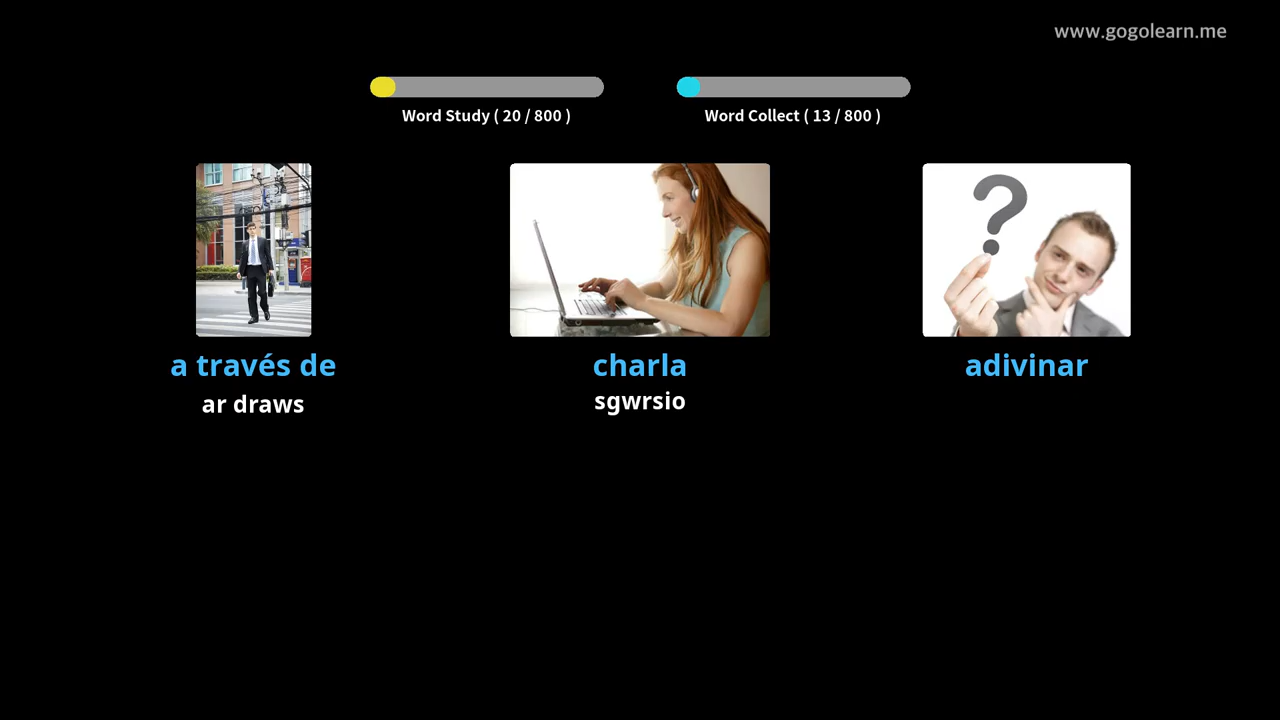 www.gogolearn.me
Word Study ( 20 / 800 )
Word Collect ( 13 / 800 )
a través de
ar draws
charla
sgwrsio
adivinar